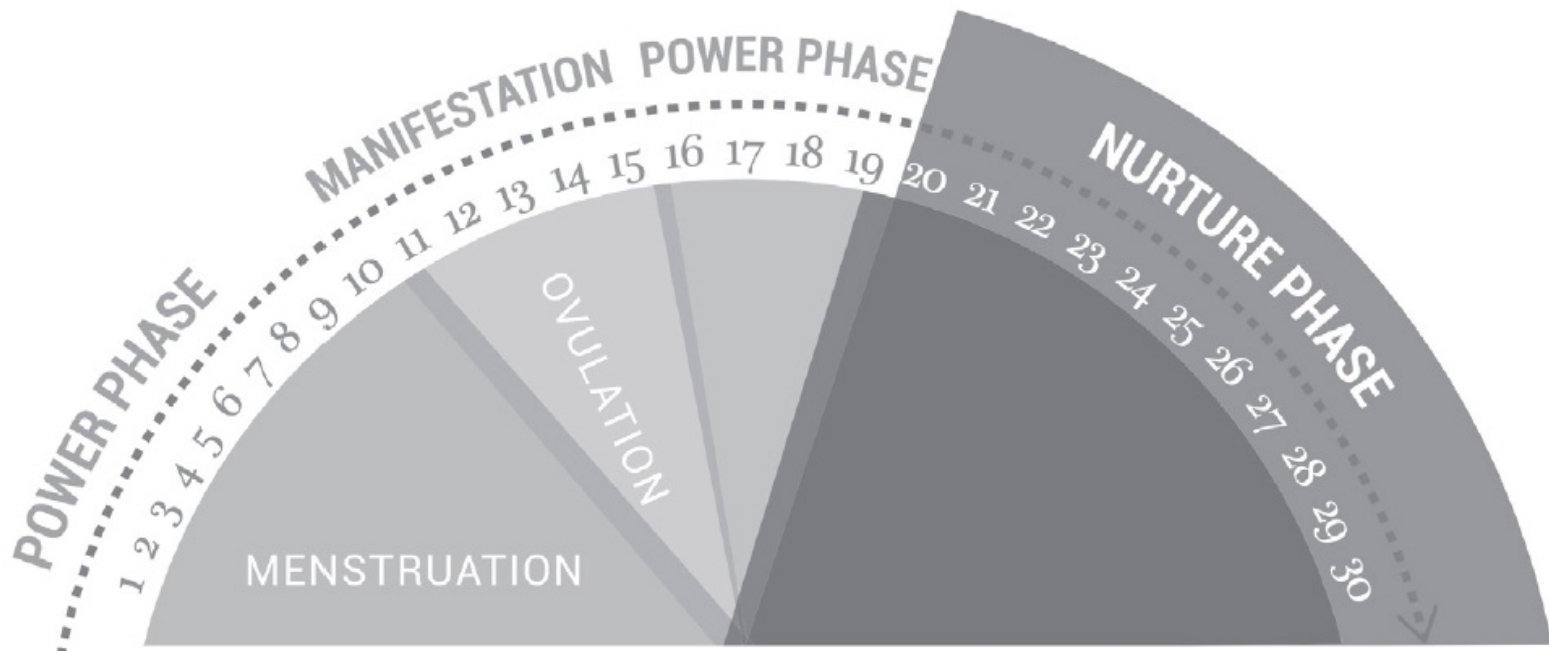 POWER PHASE
MANIFESTATION
POWER PHASE
NURTURE PHASE
1 2 3 4 5 6 7 8 9 10 11 12 13 14 15 16 17 18 19 20 21 22 23 24 25 26 27 28 29 30
MENSTRUATION
OVULATION